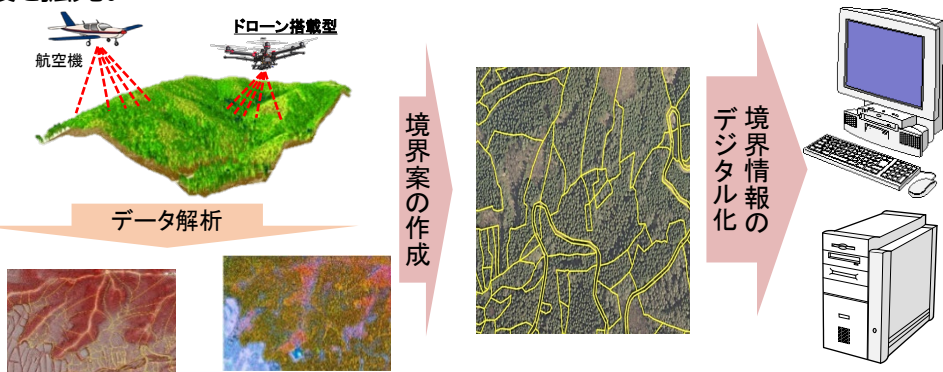 航空機
ドローン搭載型
データ解析
境界案の作成
境界情報の
デジタル化